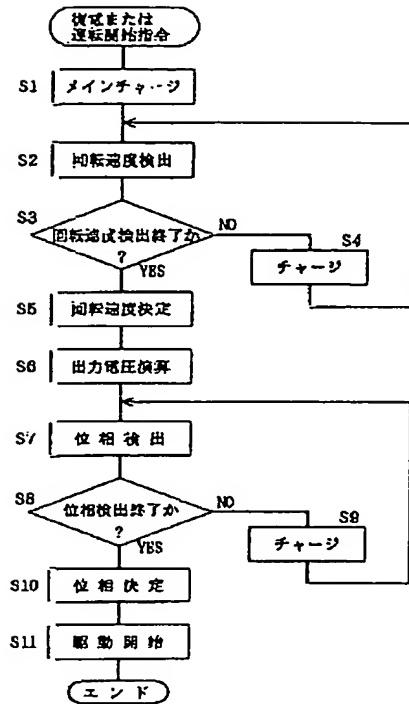 復電または
運転開始指令
S1
メインチャージ
S2
回転速度検出
S3
回転速度検出終了か
?
NO
YES
S4
チャージ
S5
回転速度決定
S6
出力電圧演算
S7
位相検出
S8
位相検出終了か
?
NO
YES
S9
チャージ
S10
位相決定
S11
駆動開始
エンド